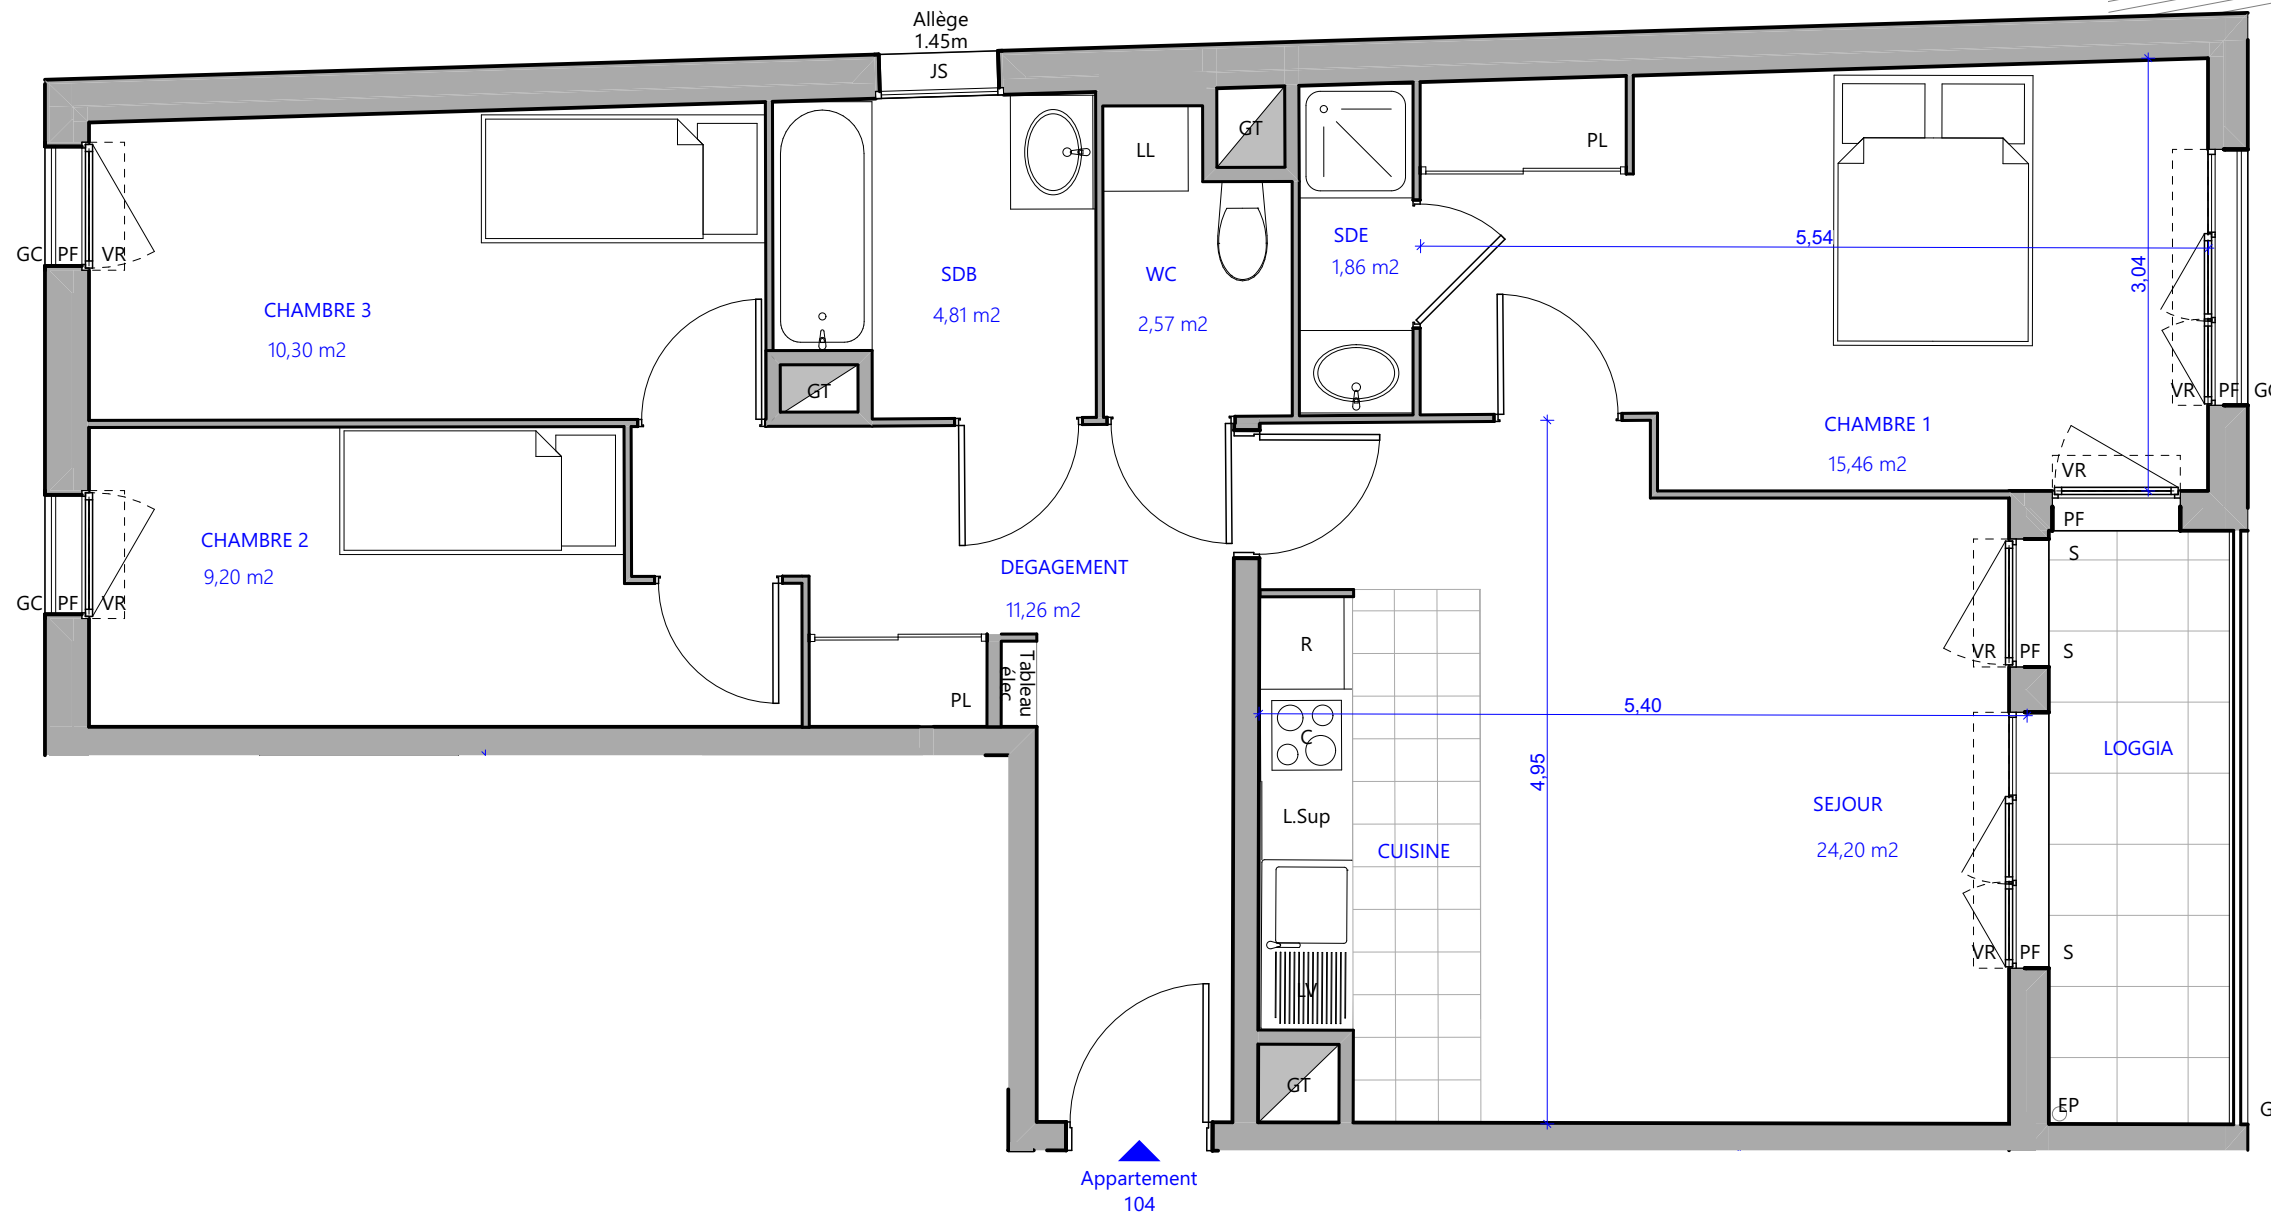 Allège
1.45m
JS
GT
LL
PL
SDE
1,86 m2
5,54
3,04
GC PF VR
SDB
4,81 m2
WC
2,57 m2
CHAMBRE 3
10,30 m2
GT
VR PF GC
CHAMBRE 1
15,46 m2
VR
PF
S
CHAMBRE 2
9,20 m2
GC PF VR
DEGAGEMENT
11,26 m2
R
VR PF S
Tableau
élec
PL
5,40
C
4,95
LOGGIA
SEJOUR
24,20 m2
L.Sup
CUISINE
VR PF S
LV
GT
EP
Appartement
104